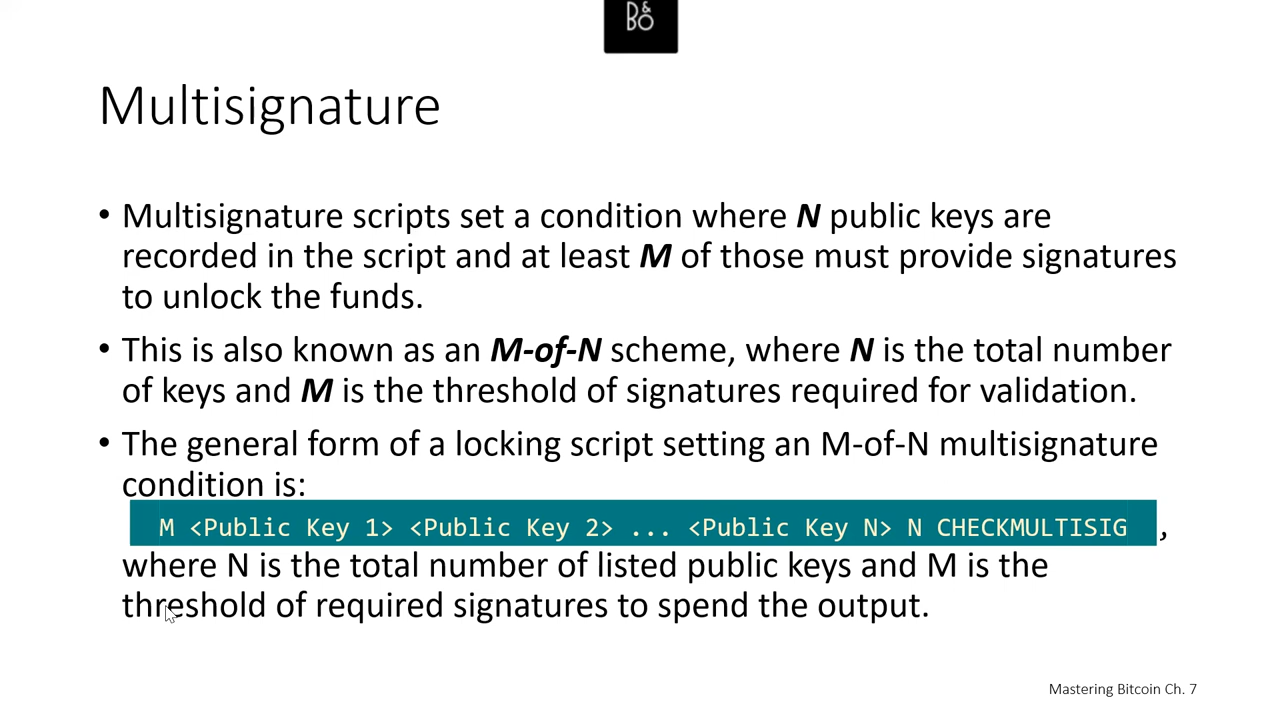 D&
BO
Multisignature
• Multisignature scripts set a condition where N public keys are
recorded in the script and at least M of those must provide signatures
to unlock the funds.
• This is also known as an M-of-N scheme, where N is the total number
of keys and M is the threshold of signatures required for validation.
• The general form of a locking script setting an M-of-N multisignature
condition is:
M <Public Key 1> <Public Key 2> ... <Public Key N> N CHECKMULTISIG ,
where N is the total number of listed public keys and M is the
threshold of required signatures to spend the output.
Mastering Bitcoin Ch. 7